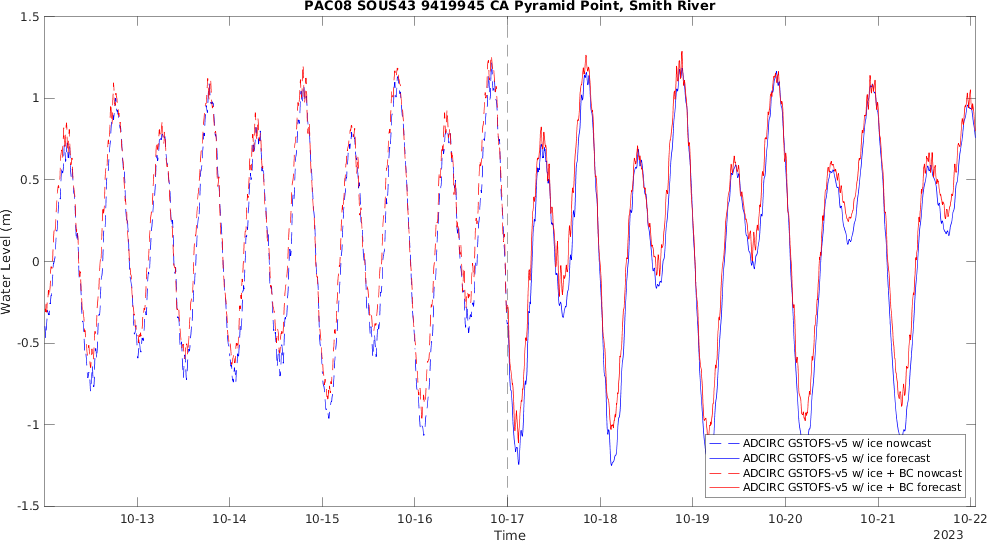 PAC08 SOUS43 9419945 CA Pyramid Point, Smith River
1.5
1
0.5
0
-0.5
-1
-1.5
Water Level (m)
10-13
10-14
10-15
10-16
10-17
10-18
10-19
10-20
10-21
10-22
Time
2023
ADCIRC GSTOFS-v5 w/ ice nowcast
ADCIRC GSTOFS-v5 w/ ice forecast
ADCIRC GSTOFS-v5 w/ ice + BC nowcast
ADCIRC GSTOFS-v5 w/ ice + BC forecast